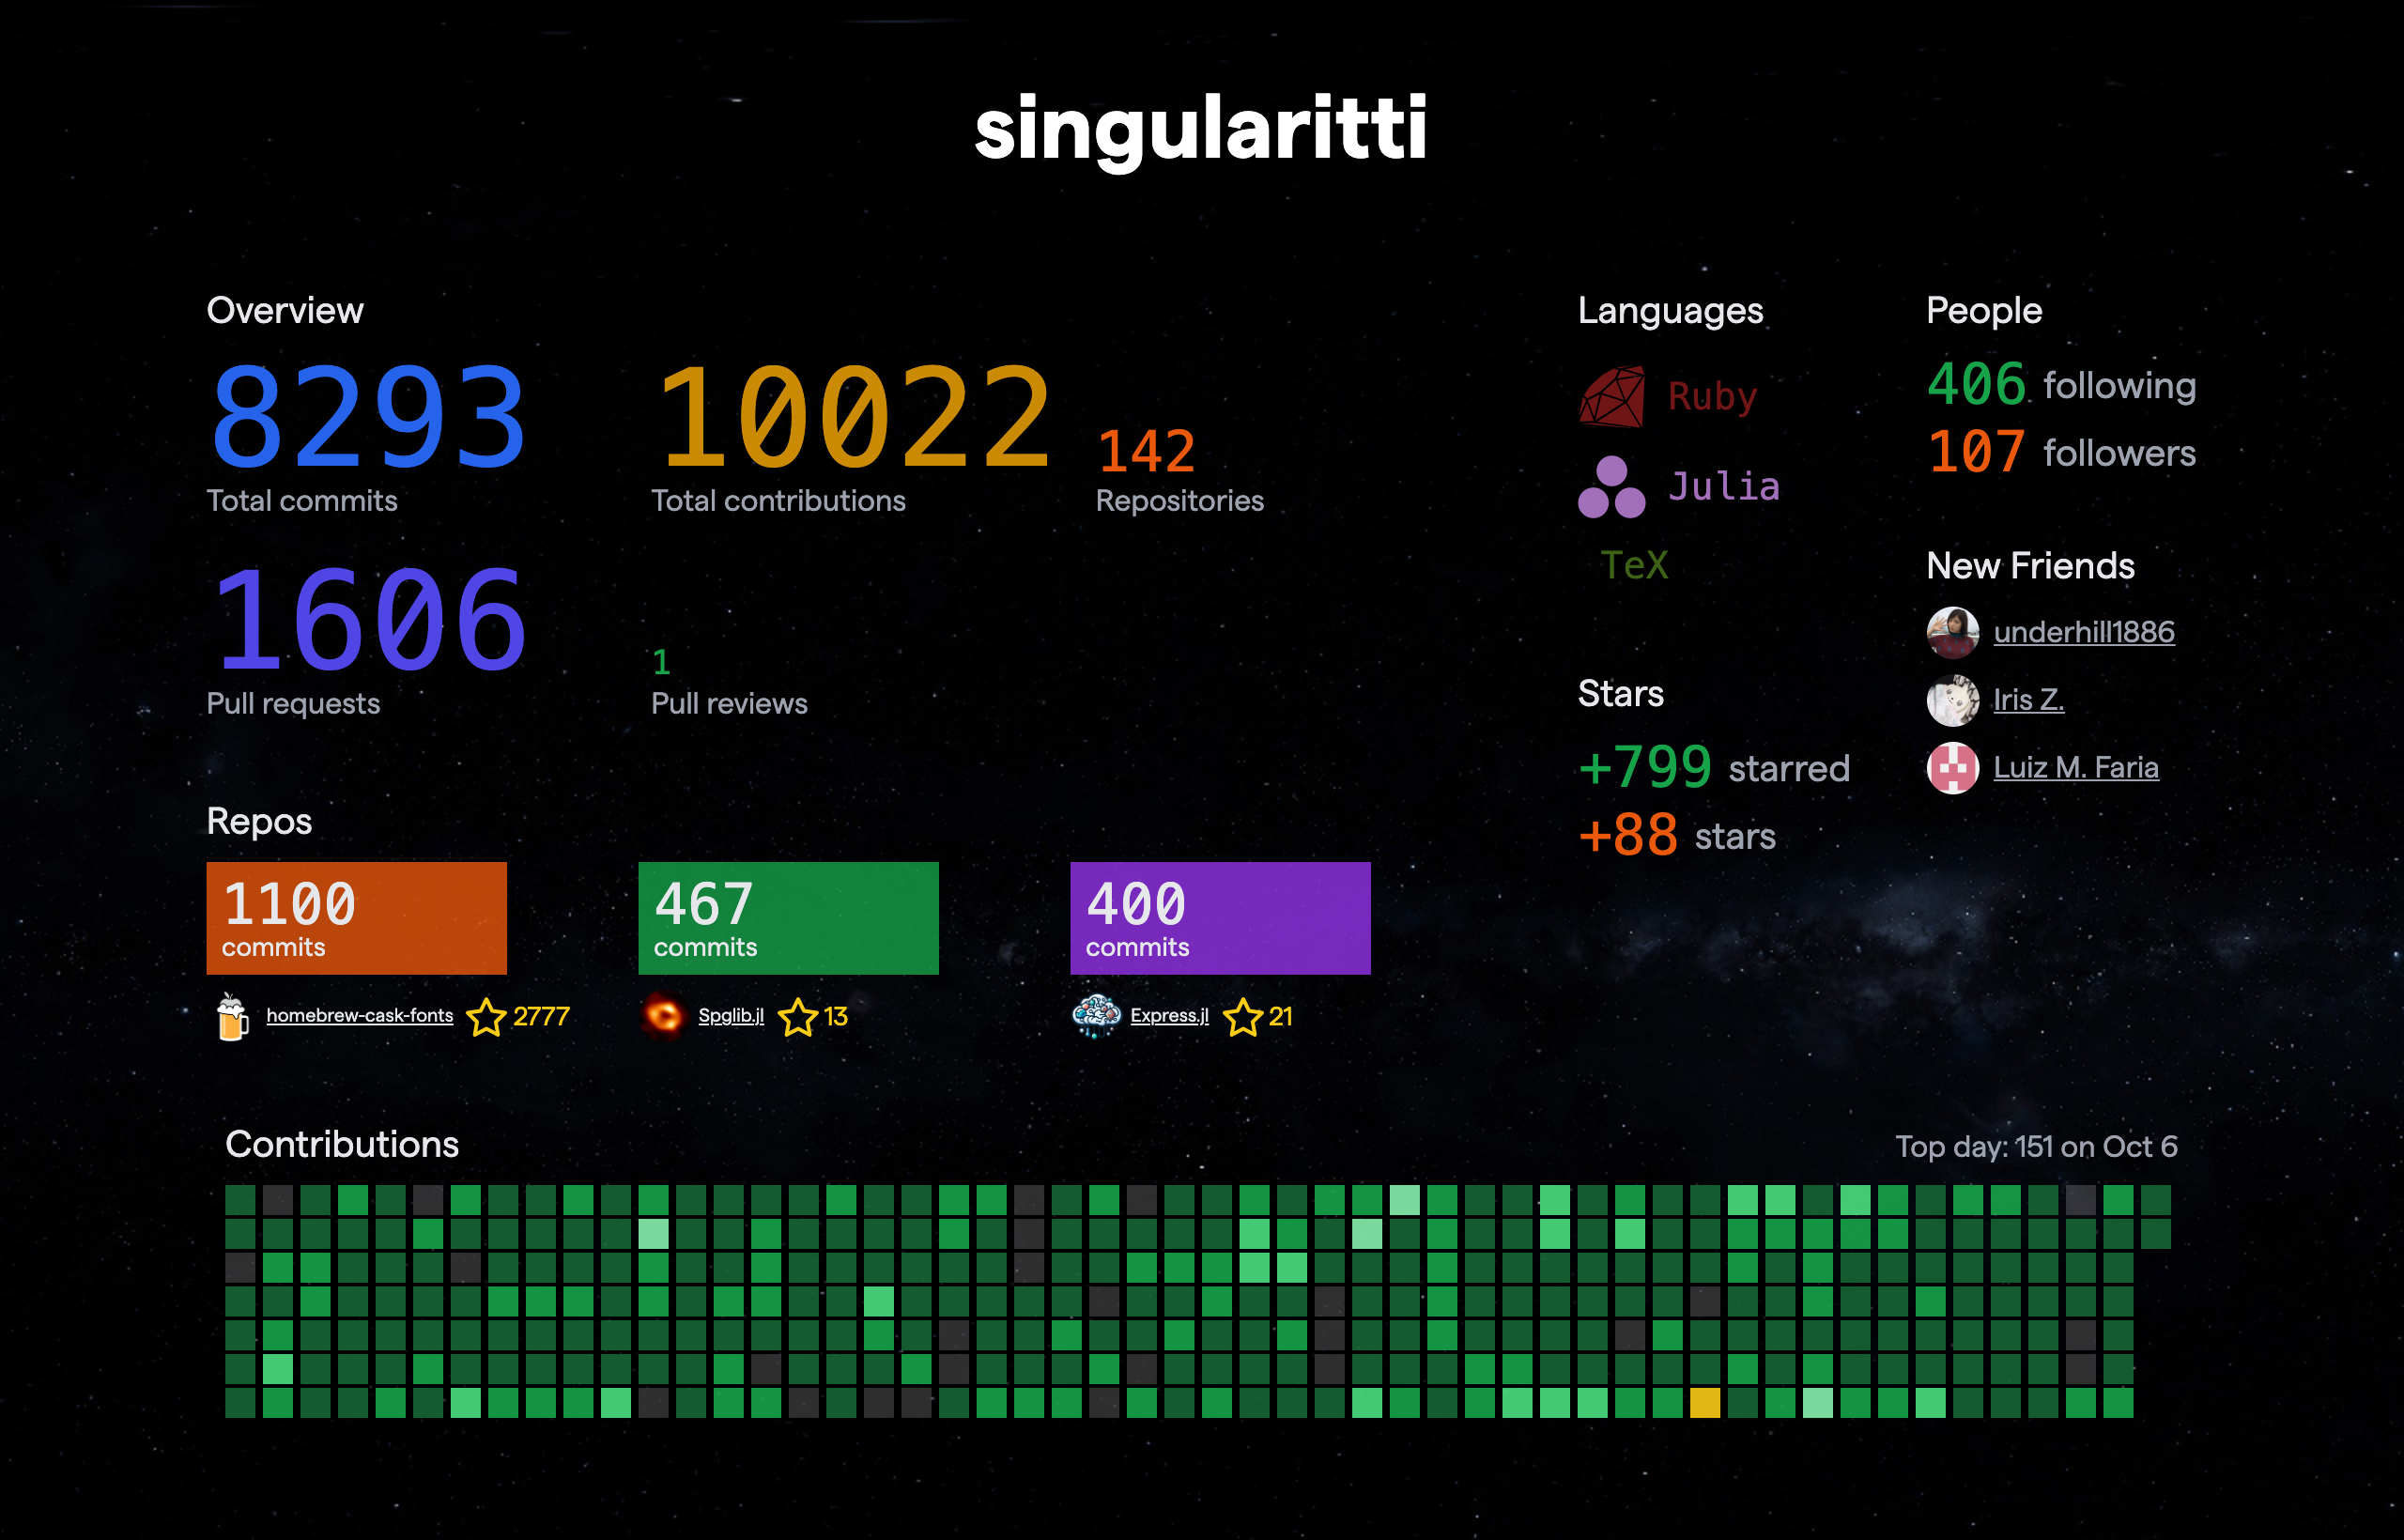 singularitti
Overview
8293
Total commits
10022
Total contributions
142
Repositories
1606
Pull requests
1
Pull reviews
Repos
1100
commits
homebrew-cask-fonts 2777
467
commits
Spglib.jl 13
400
commits
Express.jl 21
Languages
Ruby
Julia
TeX
Stars
+799 starred
+88 stars
People
406 following
107 followers
New Friends
underhill1886
Iris Z.
Luiz M. Faria
Contributions
Top day: 151 on Oct 6